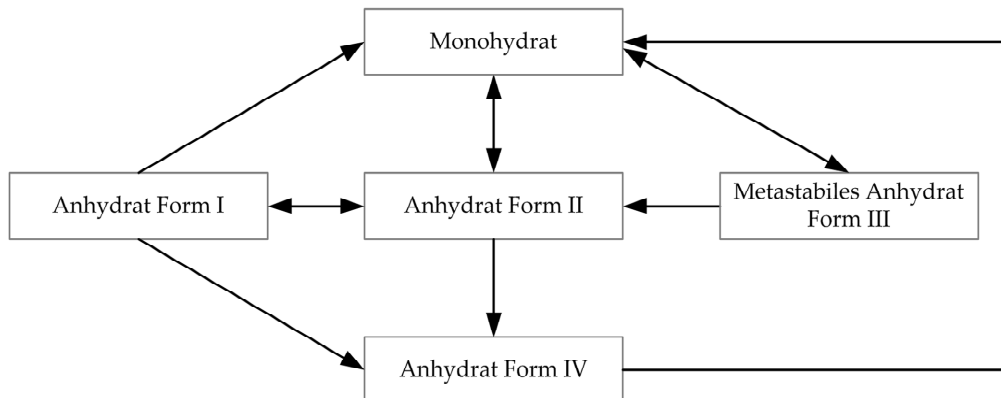 Monohydrat
Anhydrat Form I
Anhydrat Form II
Metastabiles Anhydrat
Form III
Anhydrat Form IV